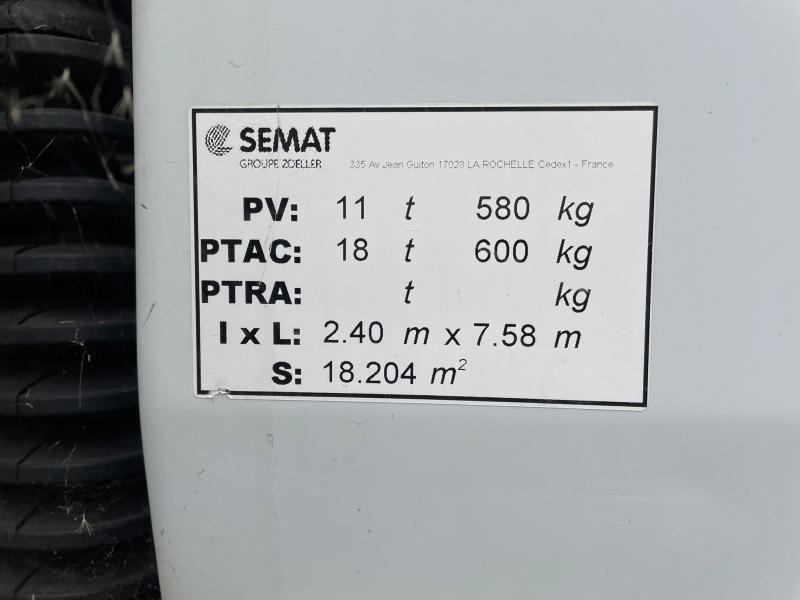 SEMAT
GROUPE ZOELLER 335 Av Jean Guiton 17028 LA ROCHELLE Cedex1 - France
PV: 11 t 580 kg
PTAC: 18 t 600 kg
PTRA: t kg
l x L: 2.40 m x 7.58 m
S: 18.204 m²